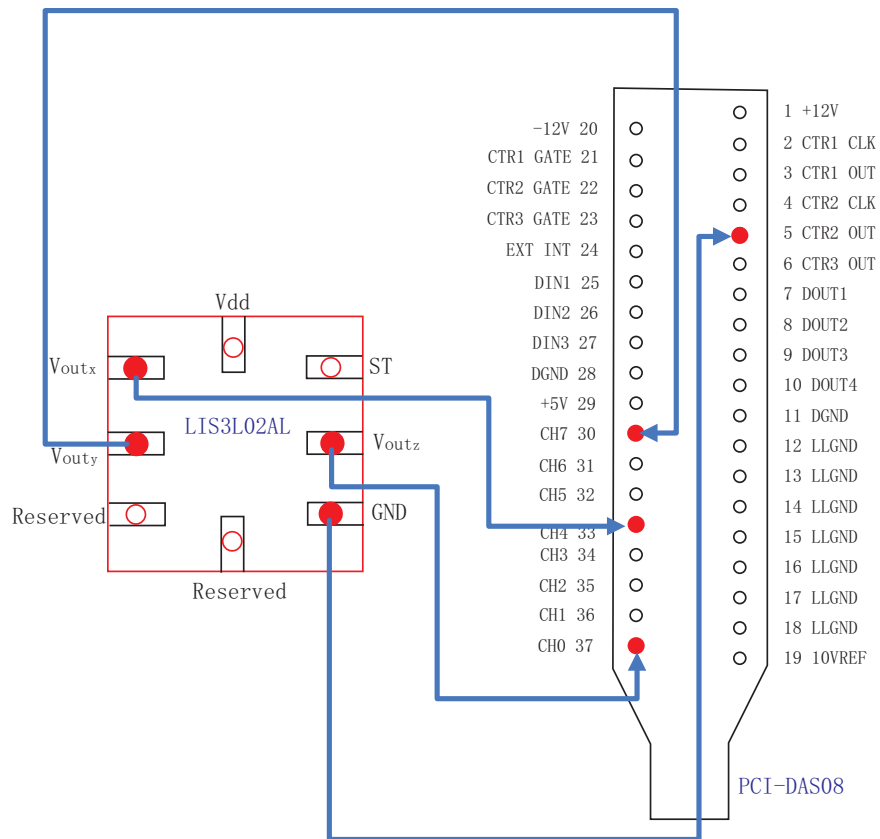 Vdd
Voutx
ST
LIS3L02AL
Vouty
Voutz
Reserved
GND
Reserved
-12V 20
CTR1 GATE 21
CTR2 GATE 22
CTR3 GATE 23
EXT INT 24
DIN1 25
DIN2 26
DIN3 27
DGND 28
+5V 29
CH7 30
CH6 31
CH5 32
CH4 33
CH3 34
CH2 35
CH1 36
CH0 37
1 +12V
2 CTR1 CLK
3 CTR1 OUT
4 CTR2 CLK
5 CTR2 OUT
6 CTR3 OUT
7 DOUT1
8 DOUT2
9 DOUT3
10 DOUT4
11 DGND
12 LLGND
13 LLGND
14 LLGND
15 LLGND
16 LLGND
17 LLGND
18 LLGND
19 10VREF
PCI-DAS08